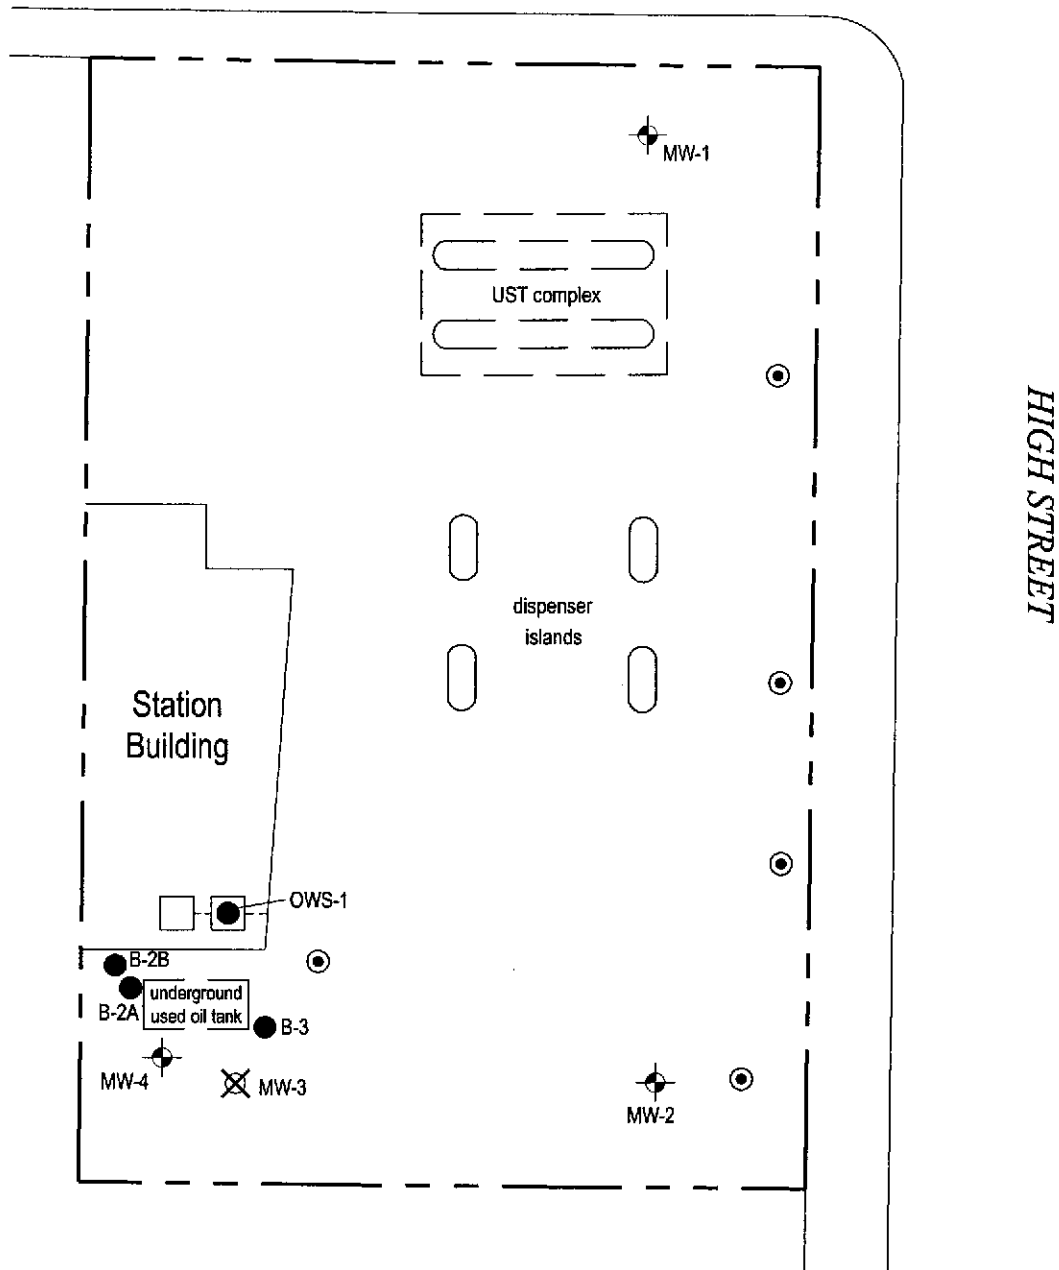 MW-1
UST complex
HIGH STREET
dispenser
islands
Station
Building
OWS-1
B-2B
B-2A
underground
used oil tank
B-3
MW-4
MW-3
MW-2